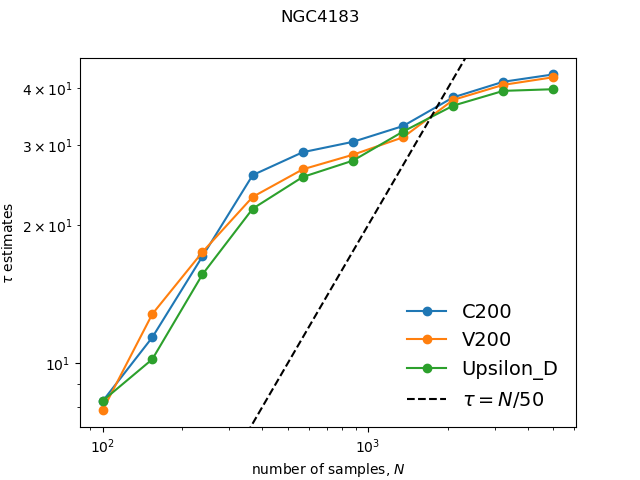 NGC4183
τ estimates
4 × 10¹
3 × 10¹
2 × 10¹
10¹
C200
V200
Upsilon_D
τ = N/50
10²
10³
number of samples, N